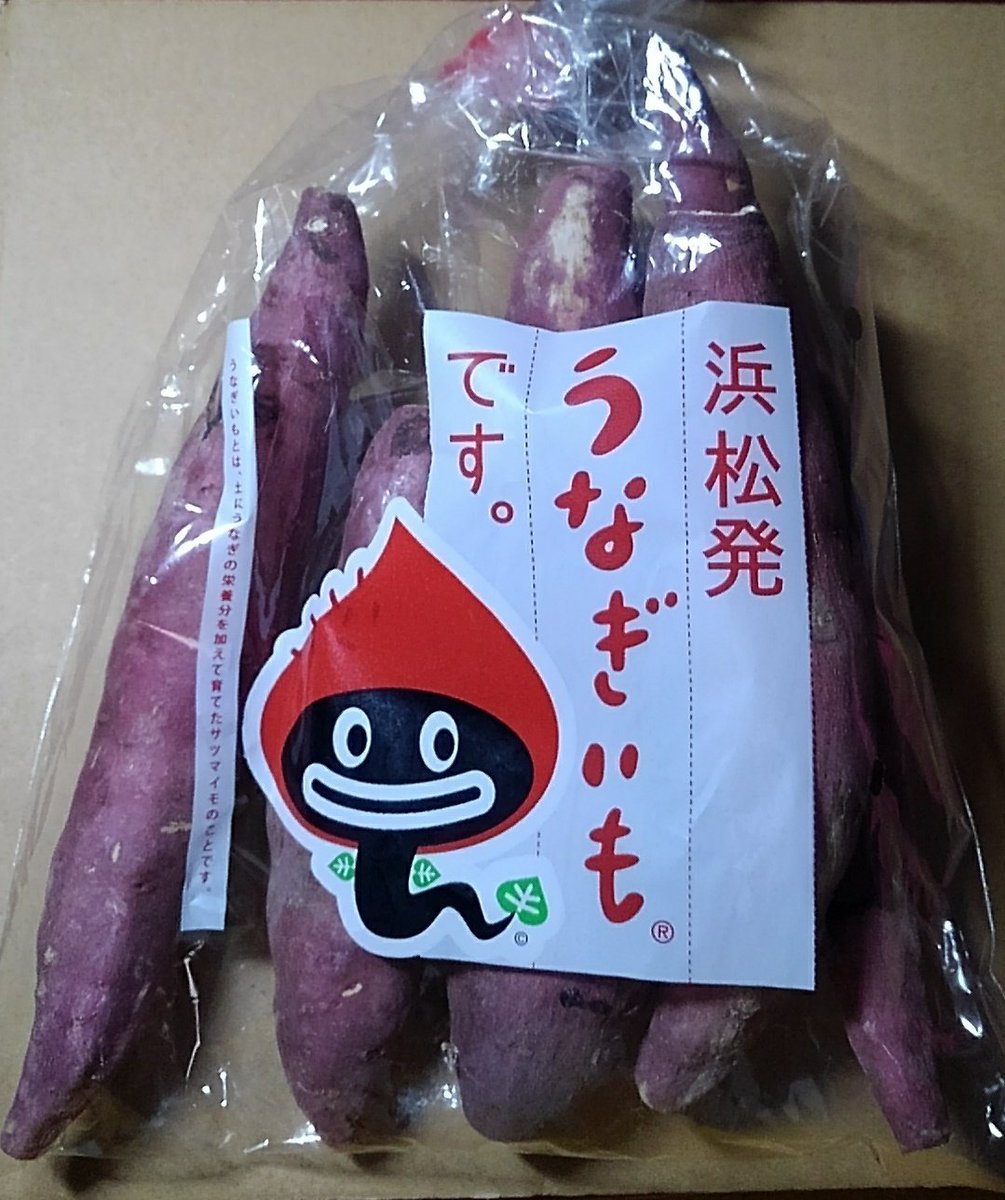 浜松発
うなぎいも®
です。
©
うなぎいもとは、土にうなぎの栄養分を加えて育てたサツマイモのことです。